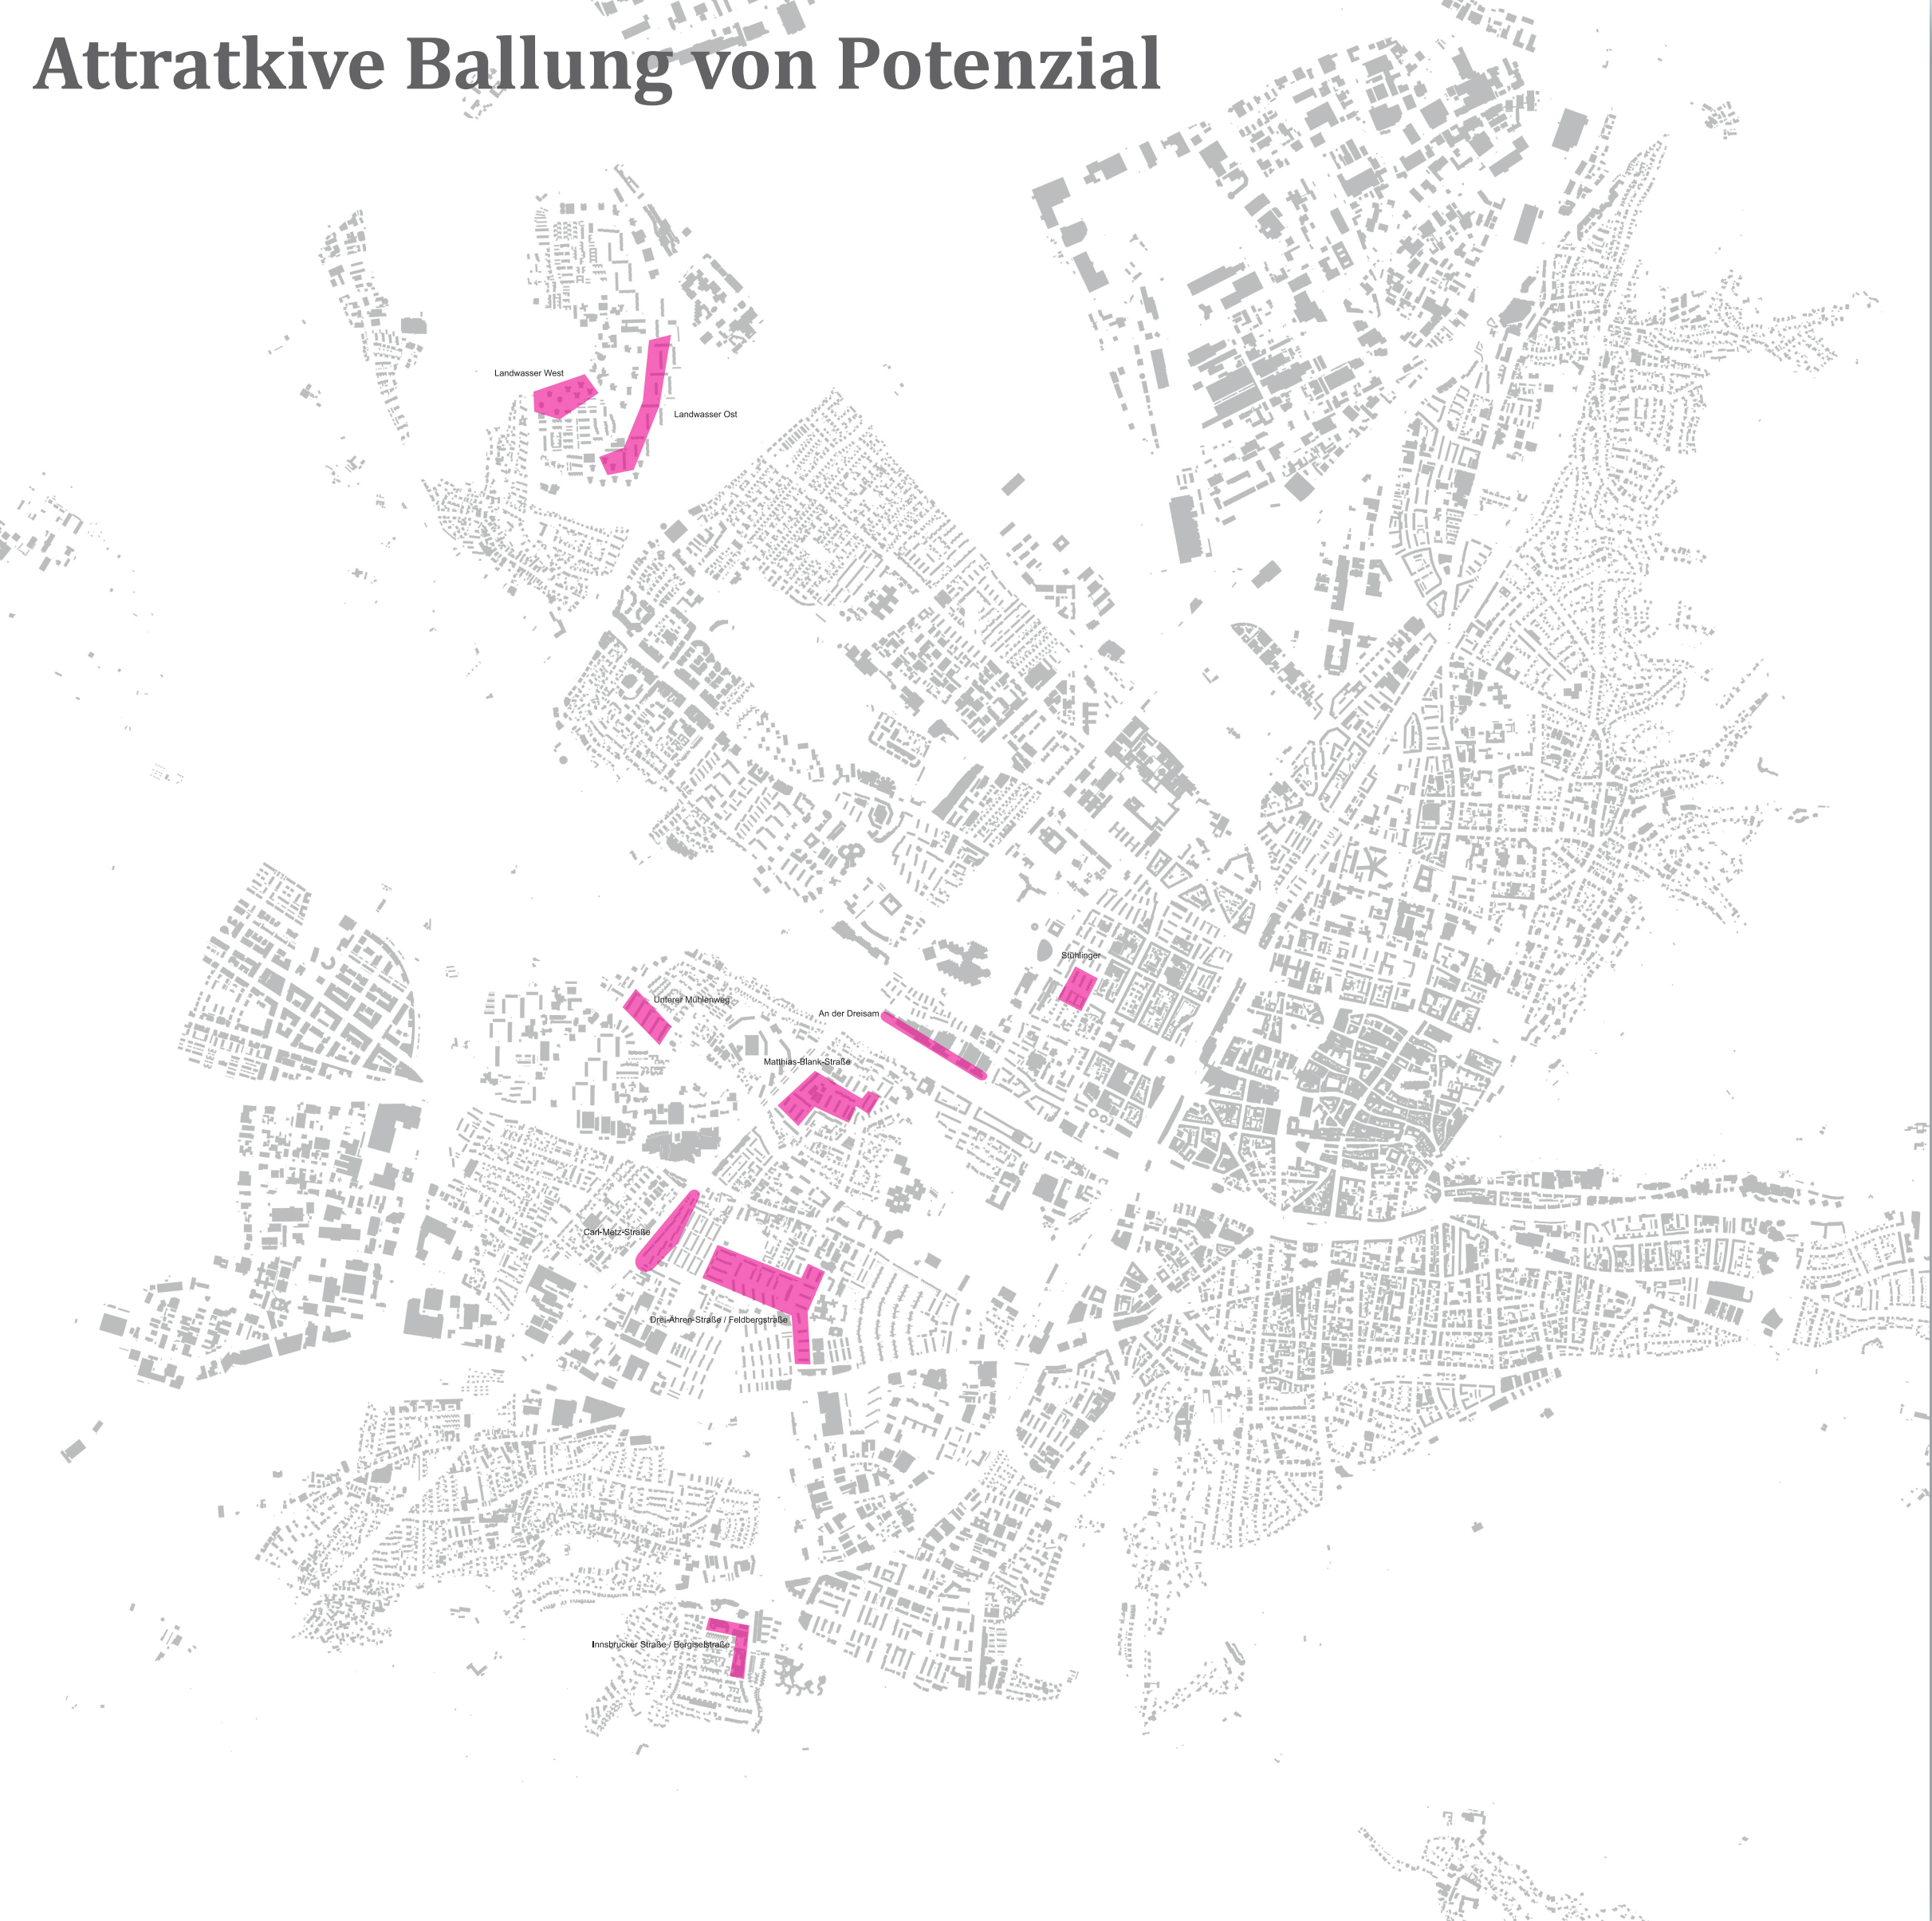 Attratkive Ballung von Potenzial
Landwasser West
Landwasser Ost
Stühlinger
Unterer Mühlenweg
An der Dreisam
Matthias-Blank-Straße
Carl-Metz-Straße
Drei-Ähren-Straße / Feldbergstraße
Innsbrucker Straße / Bergiselstraße